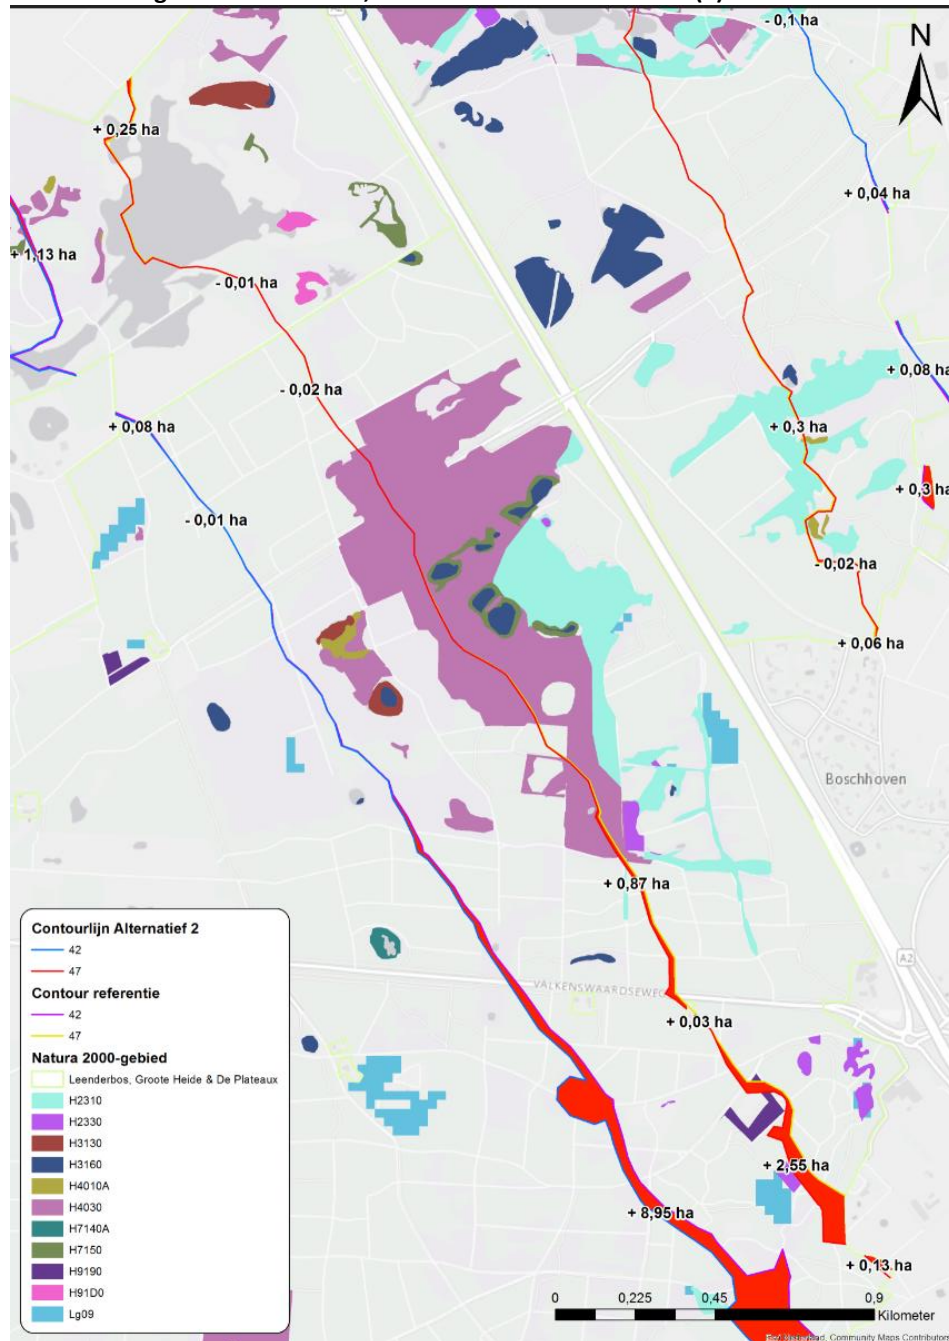 N
- 0,1 ha
+ 0,25 ha
+ 0,04 ha
+ 1,13 ha
- 0,01 ha
+ 0,08 ha
- 0,02 ha
+ 0,08 ha
+ 0,3 ha
- 0,01 ha
+ 0,3 ha
- 0,02 ha
+ 0,06 ha
Boschhoven
+ 0,87 ha
A2
VALKENSWAARDSEWEG
+ 0,03 ha
+ 2,55 ha
+ 8,95 ha
+ 0,13 ha
Contourlijn Alternatief 2
42
47
Contour referentie
42
47
Natura 2000-gebied
Leenderbos, Groote Heide & De Plateaux
H2310
H2330
H3130
H3160
H4010A
H4030
H7140A
H7150
H9190
H91D0
Lg09
0 0,225 0,45 0,9
Kilometer
Community Maps Contributors